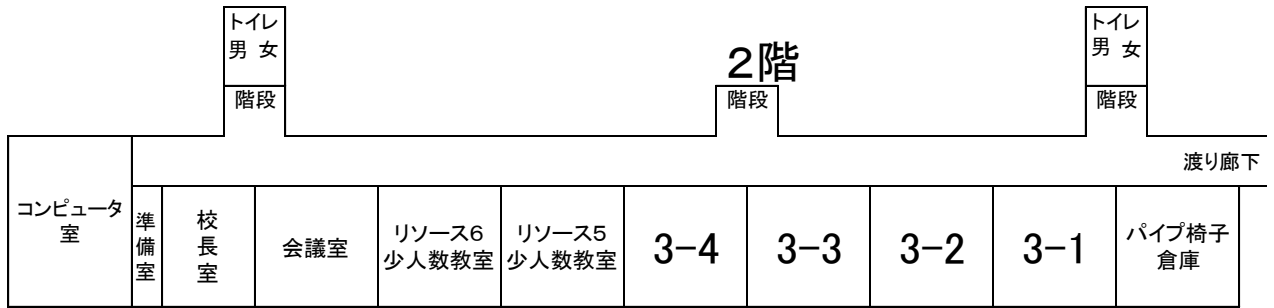 トイレ
男 女
階段
2階
階段
トイレ
男 女
階段
渡り廊下
コンピュータ
室
準
備
室
校
長
室
会議室
リソース6
少人数教室
リソース5
少人数教室
3-4
3-3
3-2
3-1
パイプ椅子
倉庫